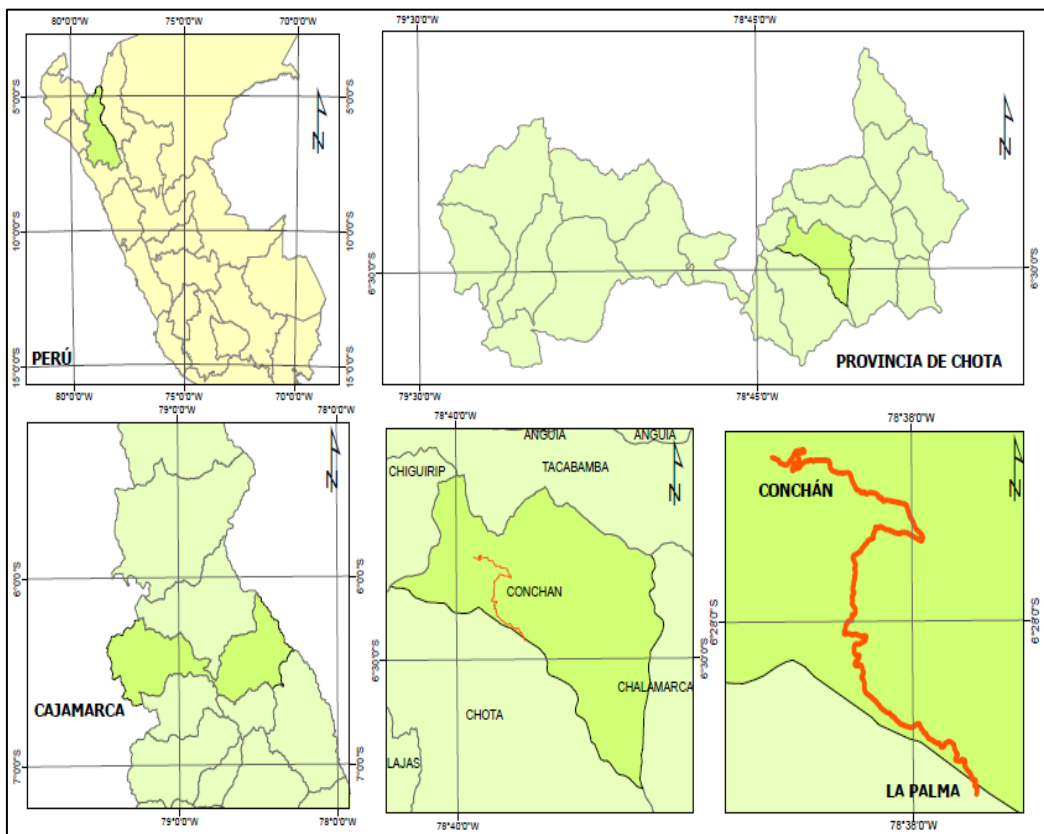 80°0'0"W 75°0'0"W 70°0'0"W
5°0'0"S 5°0'0"S
N
10°0'0"S 10°0'0"S
15°0'0"S 15°0'0"S
PERÚ
80°0'0"W 75°0'0"W 70°0'0"W
79°30'0"W 78°45'0"W
N
6°30'0"S 6°30'0"S
PROVINCIA DE CHOTA
79°30'0"W 78°45'0"W
79°0'0"W 78°0'0"W
N
6°0'0"S 6°0'0"S
CAJAMARCA
7°0'0"S 7°0'0"S
79°0'0"W 78°0'0"W
78°40'0"W
ANGUIA ANGUIA
CHIGUIRIP TACABAMBA
N
CONCHAN
6°30'0"S 6°30'0"S
CHALAMARCA
CHOTA
LAJAS
78°40'0"W
78°38'0"W
N
CONCHÁN
6°28'0"S 6°28'0"S
LA PALMA
78°38'0"W